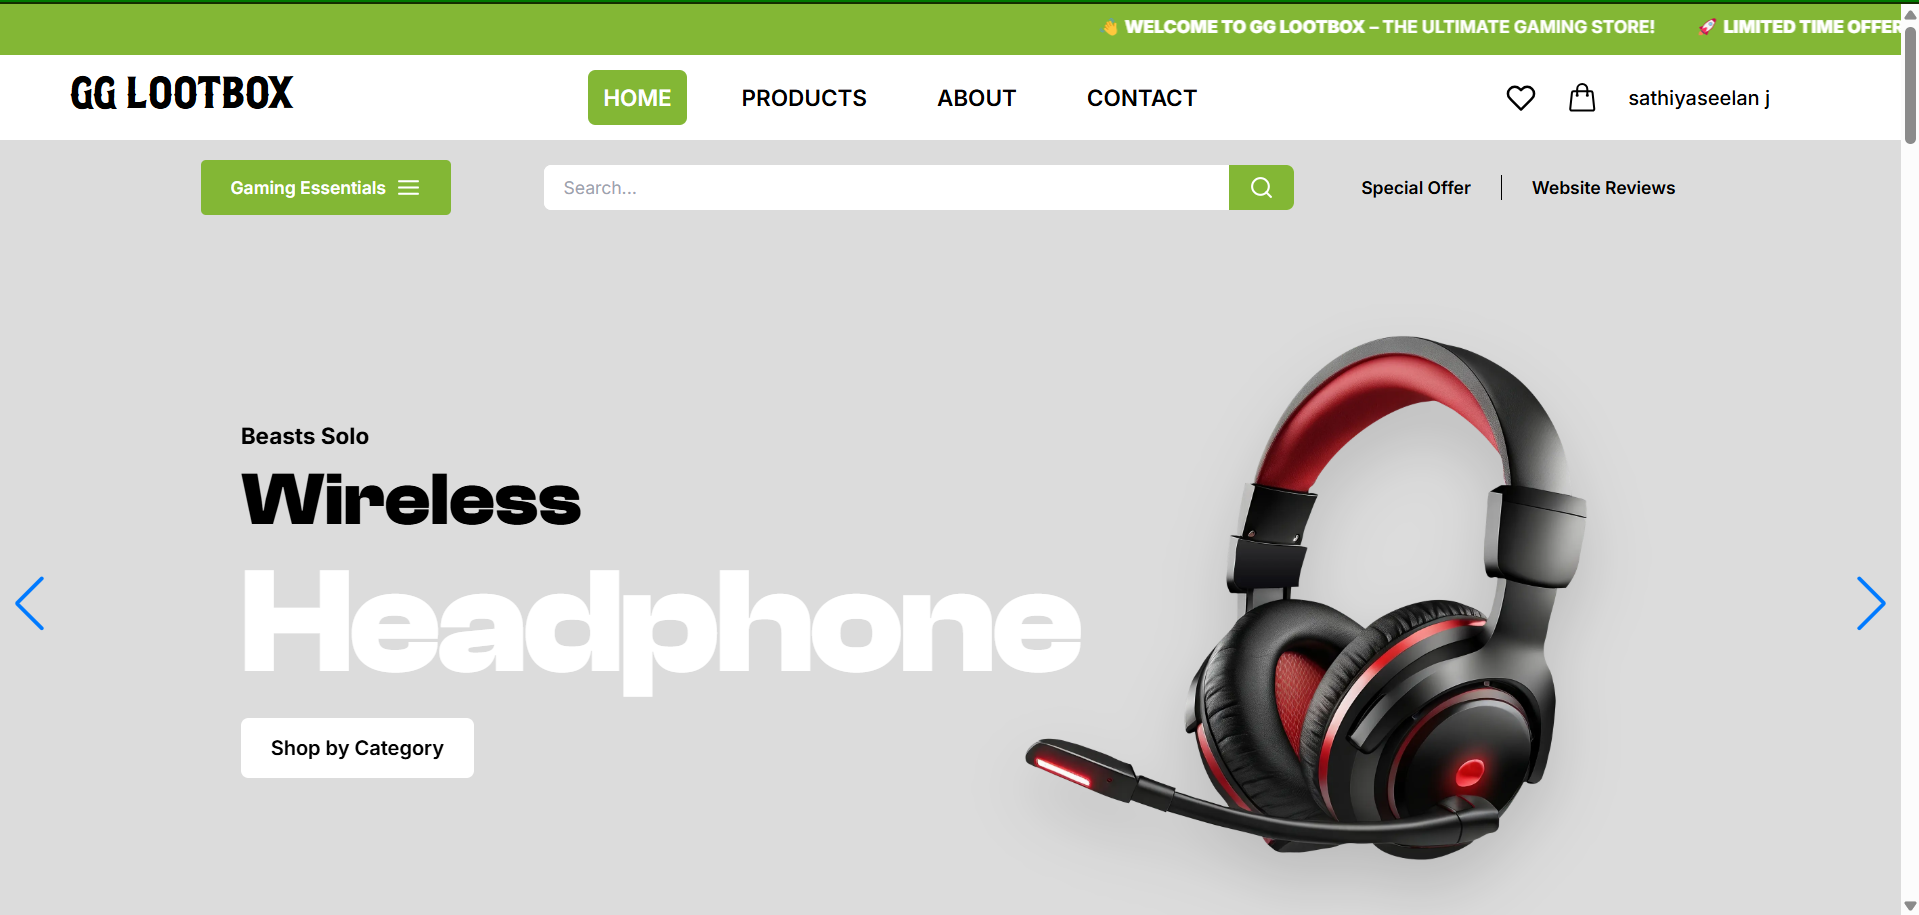 👋 WELCOME TO GG LOOTBOX – THE ULTIMATE GAMING STORE! 🚀 LIMITED TIME OFFER
GG LOOTBOX
HOME PRODUCTS ABOUT CONTACT
sathiyaseelan j
Gaming Essentials
Search...
Special Offer
Website Reviews
Beasts Solo
Wireless
Headphone
Shop by Category